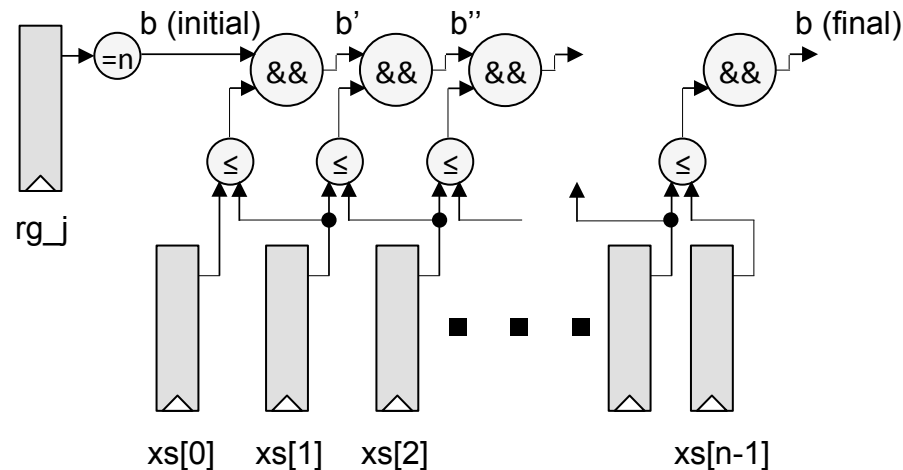 b (initial)
b'
b''
b (final)
=n
&&
&&
&&
&&
≤
≤
≤
≤
rg_j
xs[0]
xs[1]
xs[2]
xs[n-1]